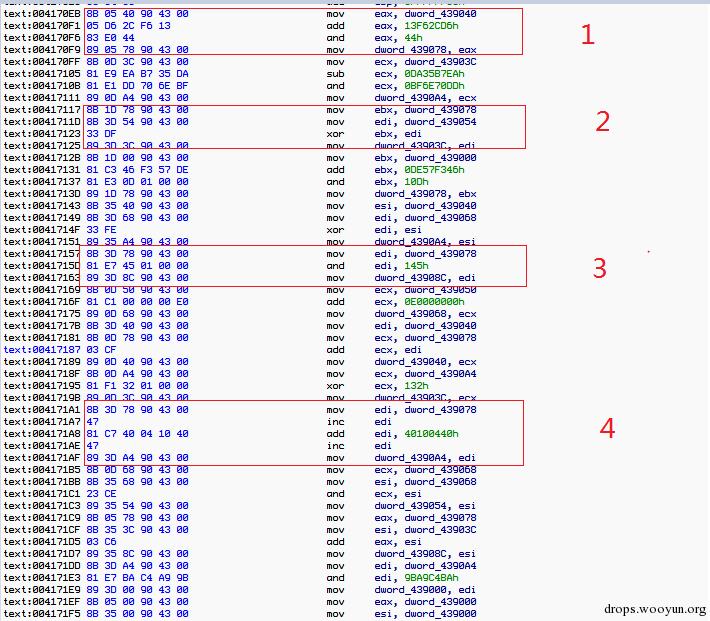 text:004170EB 8B 05 40 90 43 00 mov eax, dword_439040
text:004170F1 05 D6 2C F6 13 add eax, 13F62CD6h
text:004170F6 83 E0 44 and eax, 44h
text:004170F9 89 05 78 90 43 00 mov dword_439078, eax
text:004170FF 8B 0D 3C 90 43 00 mov ecx, dword_43903C
text:00417105 81 E9 EA B7 35 DA sub ecx, 0DA35B7EAh
text:0041710B 81 E1 DD 70 6E BF and ecx, 0BF6E70DDh
text:00417111 89 0D A4 90 43 00 mov dword_4390A4, ecx
text:00417117 8B 1D 78 90 43 00 mov ebx, dword_439078
text:0041711D 8B 3D 54 90 43 00 mov edi, dword_439054
text:00417123 33 DF xor ebx, edi
text:00417125 89 3D 3C 90 43 00 mov dword_43903C, edi
text:0041712B 8B 1D 00 90 43 00 mov ebx, dword_439000
text:00417131 81 C3 46 F3 57 DE add ebx, 0DE57F346h
text:00417137 81 E3 0D 01 00 00 and ebx, 10Dh
text:0041713D 89 1D 78 90 43 00 mov dword_439078, ebx
text:00417143 8B 35 40 90 43 00 mov esi, dword_439040
text:00417149 8B 3D 68 90 43 00 mov edi, dword_439068
text:0041714F 33 FE xor edi, esi
text:00417151 89 35 A4 90 43 00 mov dword_4390A4, esi
text:00417157 8B 3D 78 90 43 00 mov edi, dword_439078
text:0041715D 81 E7 45 01 00 00 and edi, 145h
text:00417163 89 3D 8C 90 43 00 mov dword_43908C, edi
text:00417169 8B 0D 50 90 43 00 mov ecx, dword_439050
text:0041716F 81 C1 00 00 00 E0 add ecx, 0E0000000h
text:00417175 89 0D 68 90 43 00 mov dword_439068, ecx
text:0041717B 8B 3D 40 90 43 00 mov edi, dword_439040
text:00417181 8B 0D 78 90 43 00 mov ecx, dword_439078
text:00417187 03 CF add ecx, edi
text:00417189 89 0D 40 90 43 00 mov dword_439040, ecx
text:0041718F 8B 0D A4 90 43 00 mov ecx, dword_4390A4
text:00417195 81 F1 32 01 00 00 xor ecx, 132h
text:0041719B 89 0D 3C 90 43 00 mov dword_43903C, ecx
text:004171A1 8B 3D 78 90 43 00 mov edi, dword_439078
text:004171A7 47 inc edi
text:004171A8 81 C7 40 04 10 40 add edi, 40100440h
text:004171AE 47 inc edi
text:004171AF 89 3D A4 90 43 00 mov dword_4390A4, edi
text:004171B5 8B 0D 68 90 43 00 mov ecx, dword_439068
text:004171BB 8B 35 68 90 43 00 mov esi, dword_439068
text:004171C1 23 CE and ecx, esi
text:004171C3 89 35 54 90 43 00 mov dword_439054, esi
text:004171C9 8B 05 78 90 43 00 mov eax, dword_439078
text:004171CF 8B 35 3C 90 43 00 mov esi, dword_43903C
text:004171D5 03 C6 add eax, esi
text:004171D7 89 35 8C 90 43 00 mov dword_43908C, esi
text:004171DD 8B 3D A4 90 43 00 mov edi, dword_4390A4
text:004171E3 81 E7 BA C4 A9 9B and edi, 9BA9C4BAh
text:004171E9 89 3D 00 90 43 00 mov dword_439000, edi
text:004171EF 8B 05 00 90 43 00 mov eax, dword_439000
text:004171F5 8B 35 00 90 43 00 mov esi, dword_439000
1
2
3
4
drops.wooyun.org